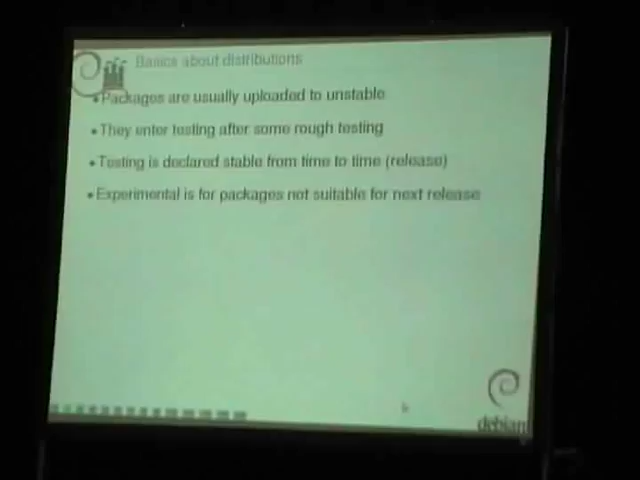 Basics about distributions
•Packages are usually uploaded to unstable
•They enter testing after some rough testing
•Testing is declared stable from time to time (release)
•Experimental is for packages not suitable for next release
debian